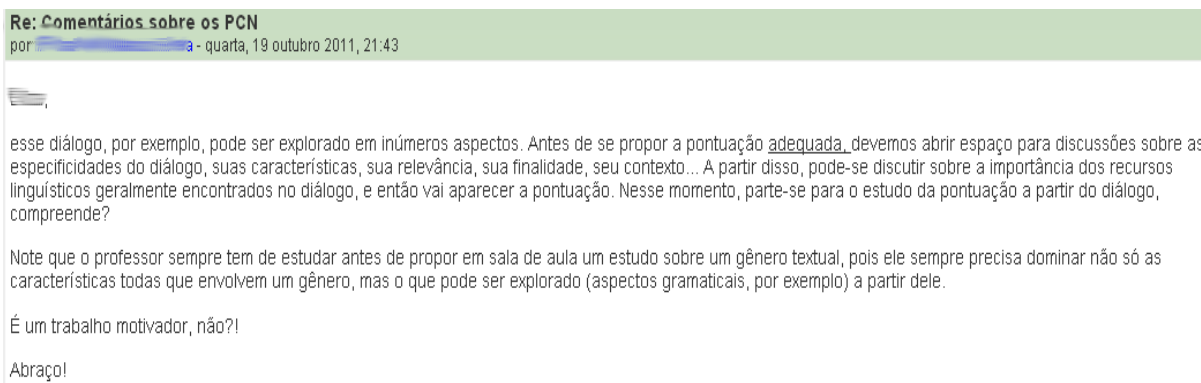 Re: Comentários sobre os PCN
por a - quarta, 19 outubro 2011, 21:43
,
esse diálogo, por exemplo, pode ser explorado em inúmeros aspectos. Antes de se propor a pontuação adequada, devemos abrir espaço para discussões sobre as
especificidades do diálogo, suas características, sua relevância, sua finalidade, seu contexto... A partir disso, pode-se discutir sobre a importância dos recursos
linguísticos geralmente encontrados no diálogo, e então vai aparecer a pontuação. Nesse momento, parte-se para o estudo da pontuação a partir do diálogo,
compreende?
Note que o professor sempre tem de estudar antes de propor em sala de aula um estudo sobre um gênero textual, pois ele sempre precisa dominar não só as
características todas que envolvem um gênero, mas o que pode ser explorado (aspectos gramaticais, por exemplo) a partir dele.
É um trabalho motivador, não?!
Abraço!